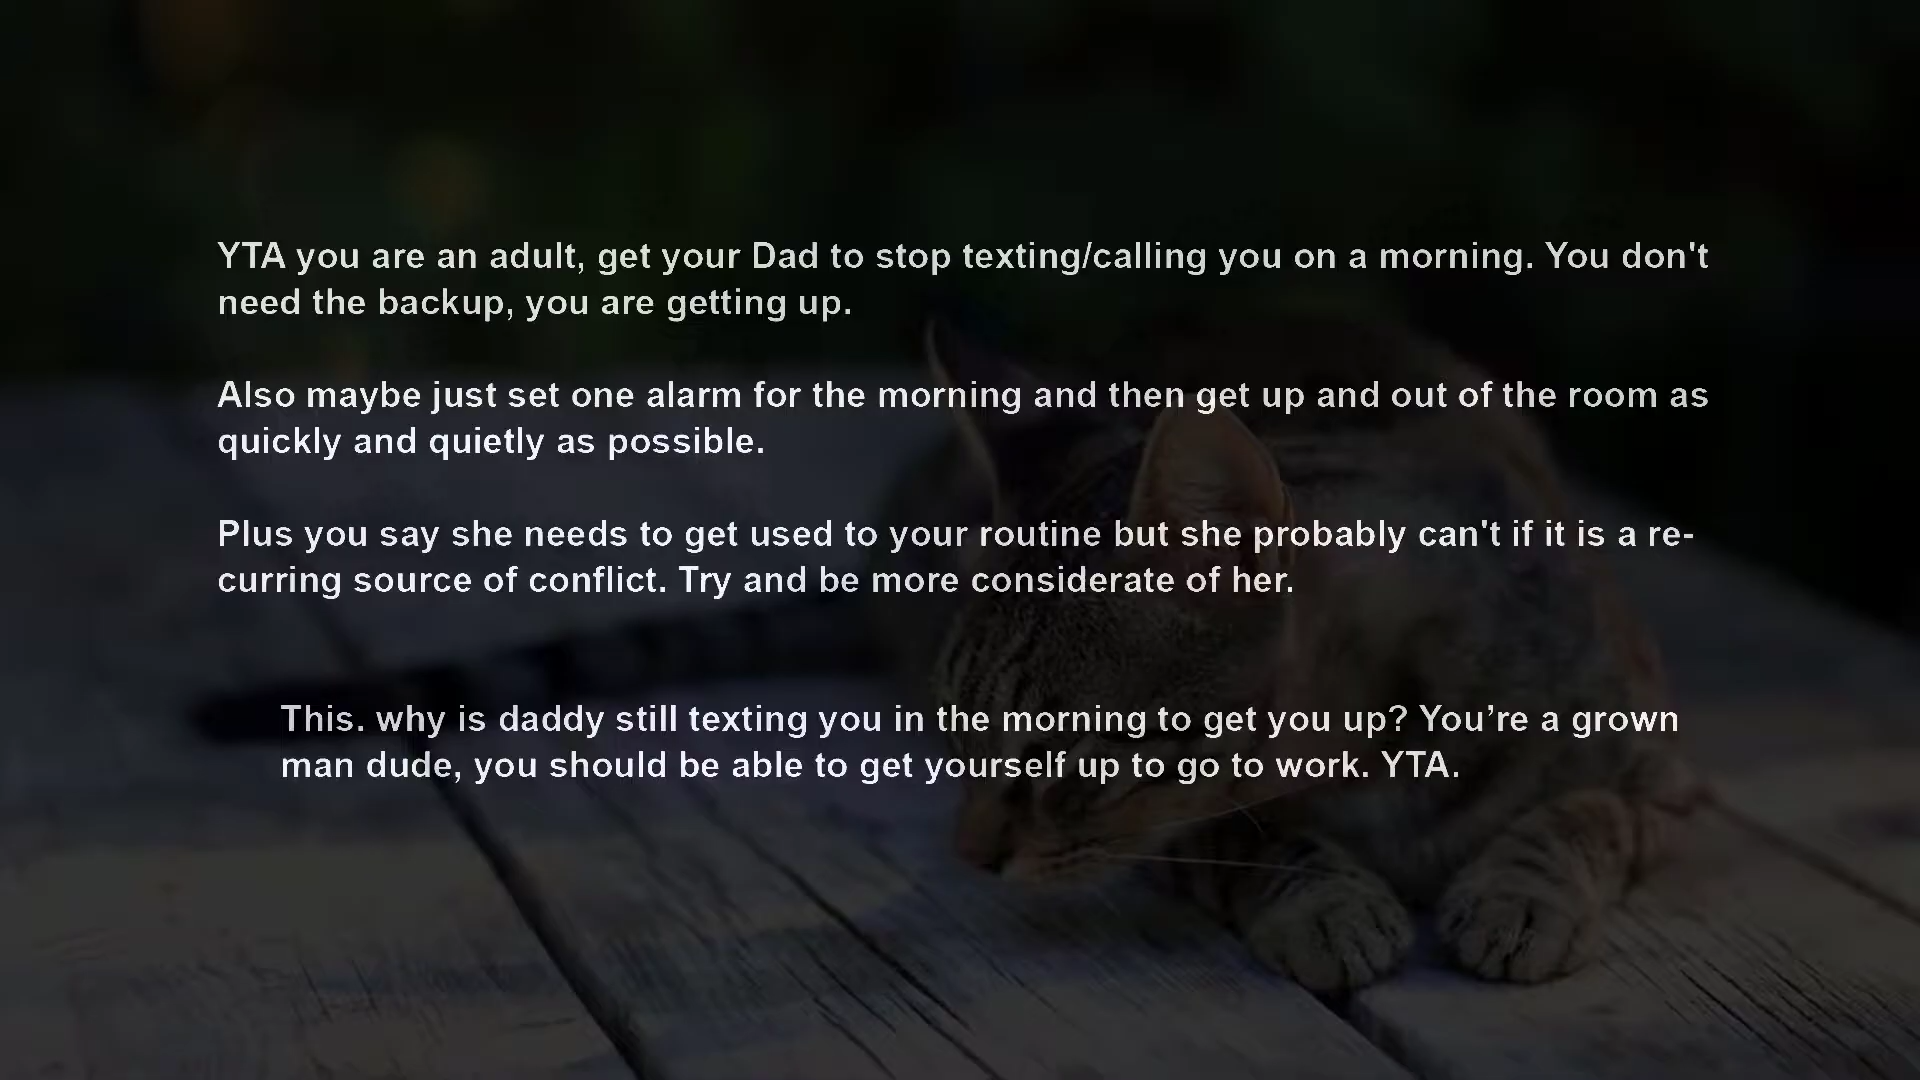 YTA you are an adult, get your Dad to stop texting/calling you on a morning. You don't
need the backup, you are getting up.
Also maybe just set one alarm for the morning and then get up and out of the room as
quickly and quietly as possible.
Plus you say she needs to get used to your routine but she probably can't if it is a re-
curring source of conflict. Try and be more considerate of her.
This. why is daddy still texting you in the morning to get you up? You’re a grown
man dude, you should be able to get yourself up to go to work. YTA.